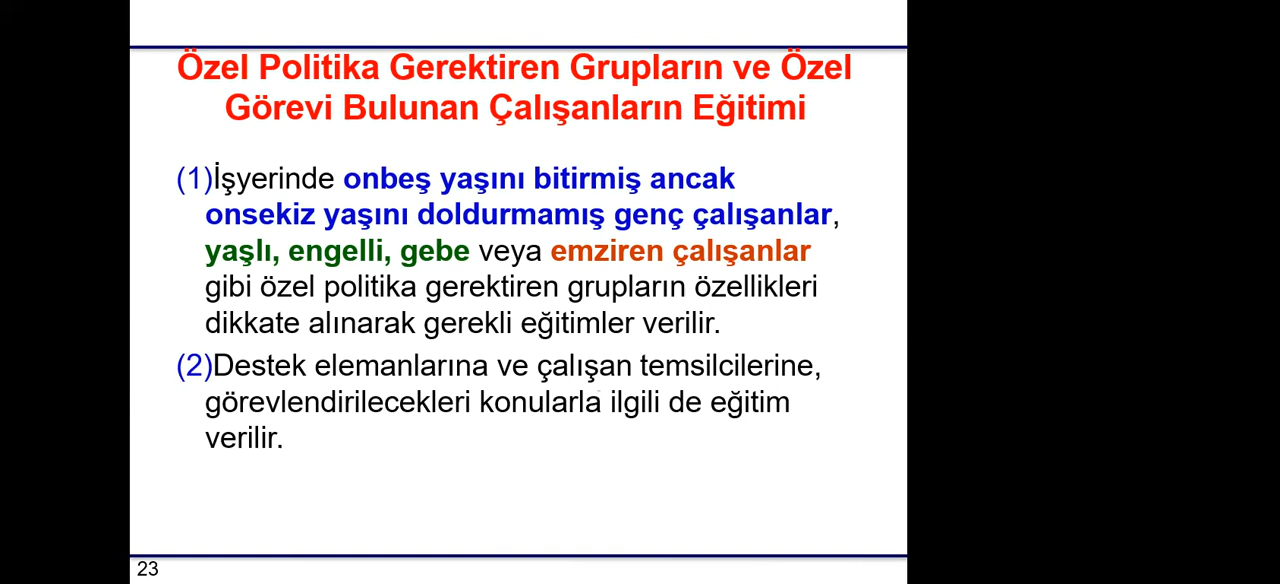 Özel Politika Gerektiren Grupların ve Özel
Görevi Bulunan Çalışanların Eğitimi
(1)İşyerinde onbeş yaşını bitirmiş ancak
onsekiz yaşını doldurmamış genç çalışanlar,
yaşlı, engelli, gebe veya emziren çalışanlar
gibi özel politika gerektiren grupların özellikleri
dikkate alınarak gerekli eğitimler verilir.
(2)Destek elemanlarına ve çalışan temsilcilerine,
görevlendirilecekleri konularla ilgili de eğitim
verilir.
23